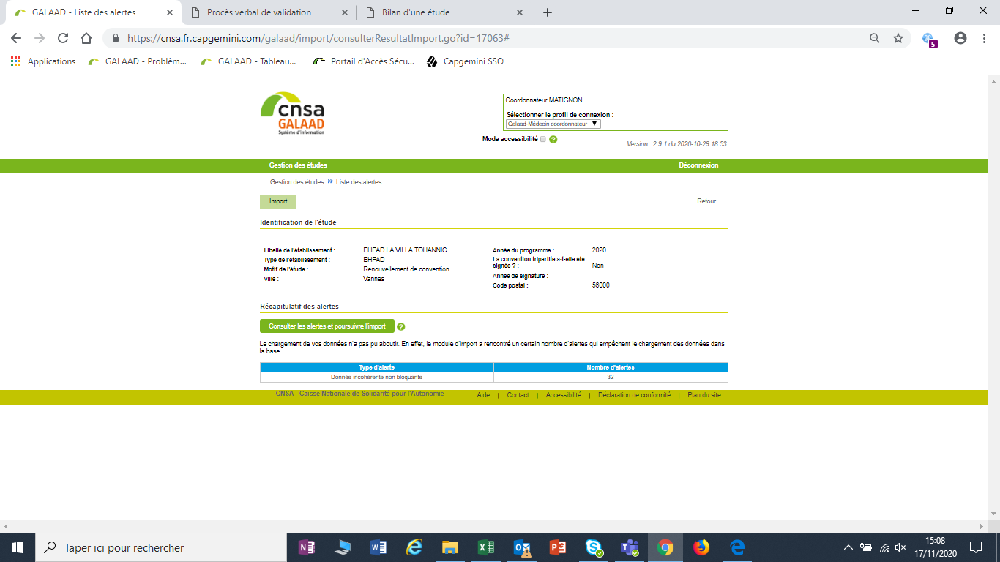 GALAAD - Liste des alertes
Procès verbal de validation
Bilan d'une étude
https://cnsa.fr.capgemini.com/galaad/import/consulterResultatImport.go?id=17063#
5
Applications
GALAAD - Problèm...
GALAAD - Tableau...
Portail d'Accès Sécu...
Capgemini SSO
cnsa
GALAAD
Système d'information
Coordonnateur MATIGNON
Sélectionner le profil de connexion :
Galaad-Médecin coordonnateur
Mode accessibilité ?
Version : 2.9.1 du 2020-10-29 18:53.
Gestion des études
Déconnexion
Gestion des études » Liste des alertes
Import
Retour
Identification de l'étude
Libellé de l'établissement : EHPAD LA VILLA TOHANNIC
Type de l'établissement : EHPAD
Motif de l'étude : Renouvellement de convention
Ville : Vannes
Année du programme : 2020
La convention tripartite a-t-elle été
signée ? : Non
Année de signature :
Code postal : 56000
Récapitulatif des alertes
Consulter les alertes et poursuivre l'import ?
Le chargement de vos données n'a pas pu aboutir. En effet, le module d'import a rencontré un certain nombre d'alertes qui empêchent le chargement des données dans
la base.
Type d'alerte Nombre d'alertes
Donnée incohérente non bloquante 32
CNSA - Caisse Nationale de Solidarité pour l'Autonomie
Aide | Contact | Accessibilité | Déclaration de conformité | Plan du site
Taper ici pour rechercher
15:08
17/11/2020